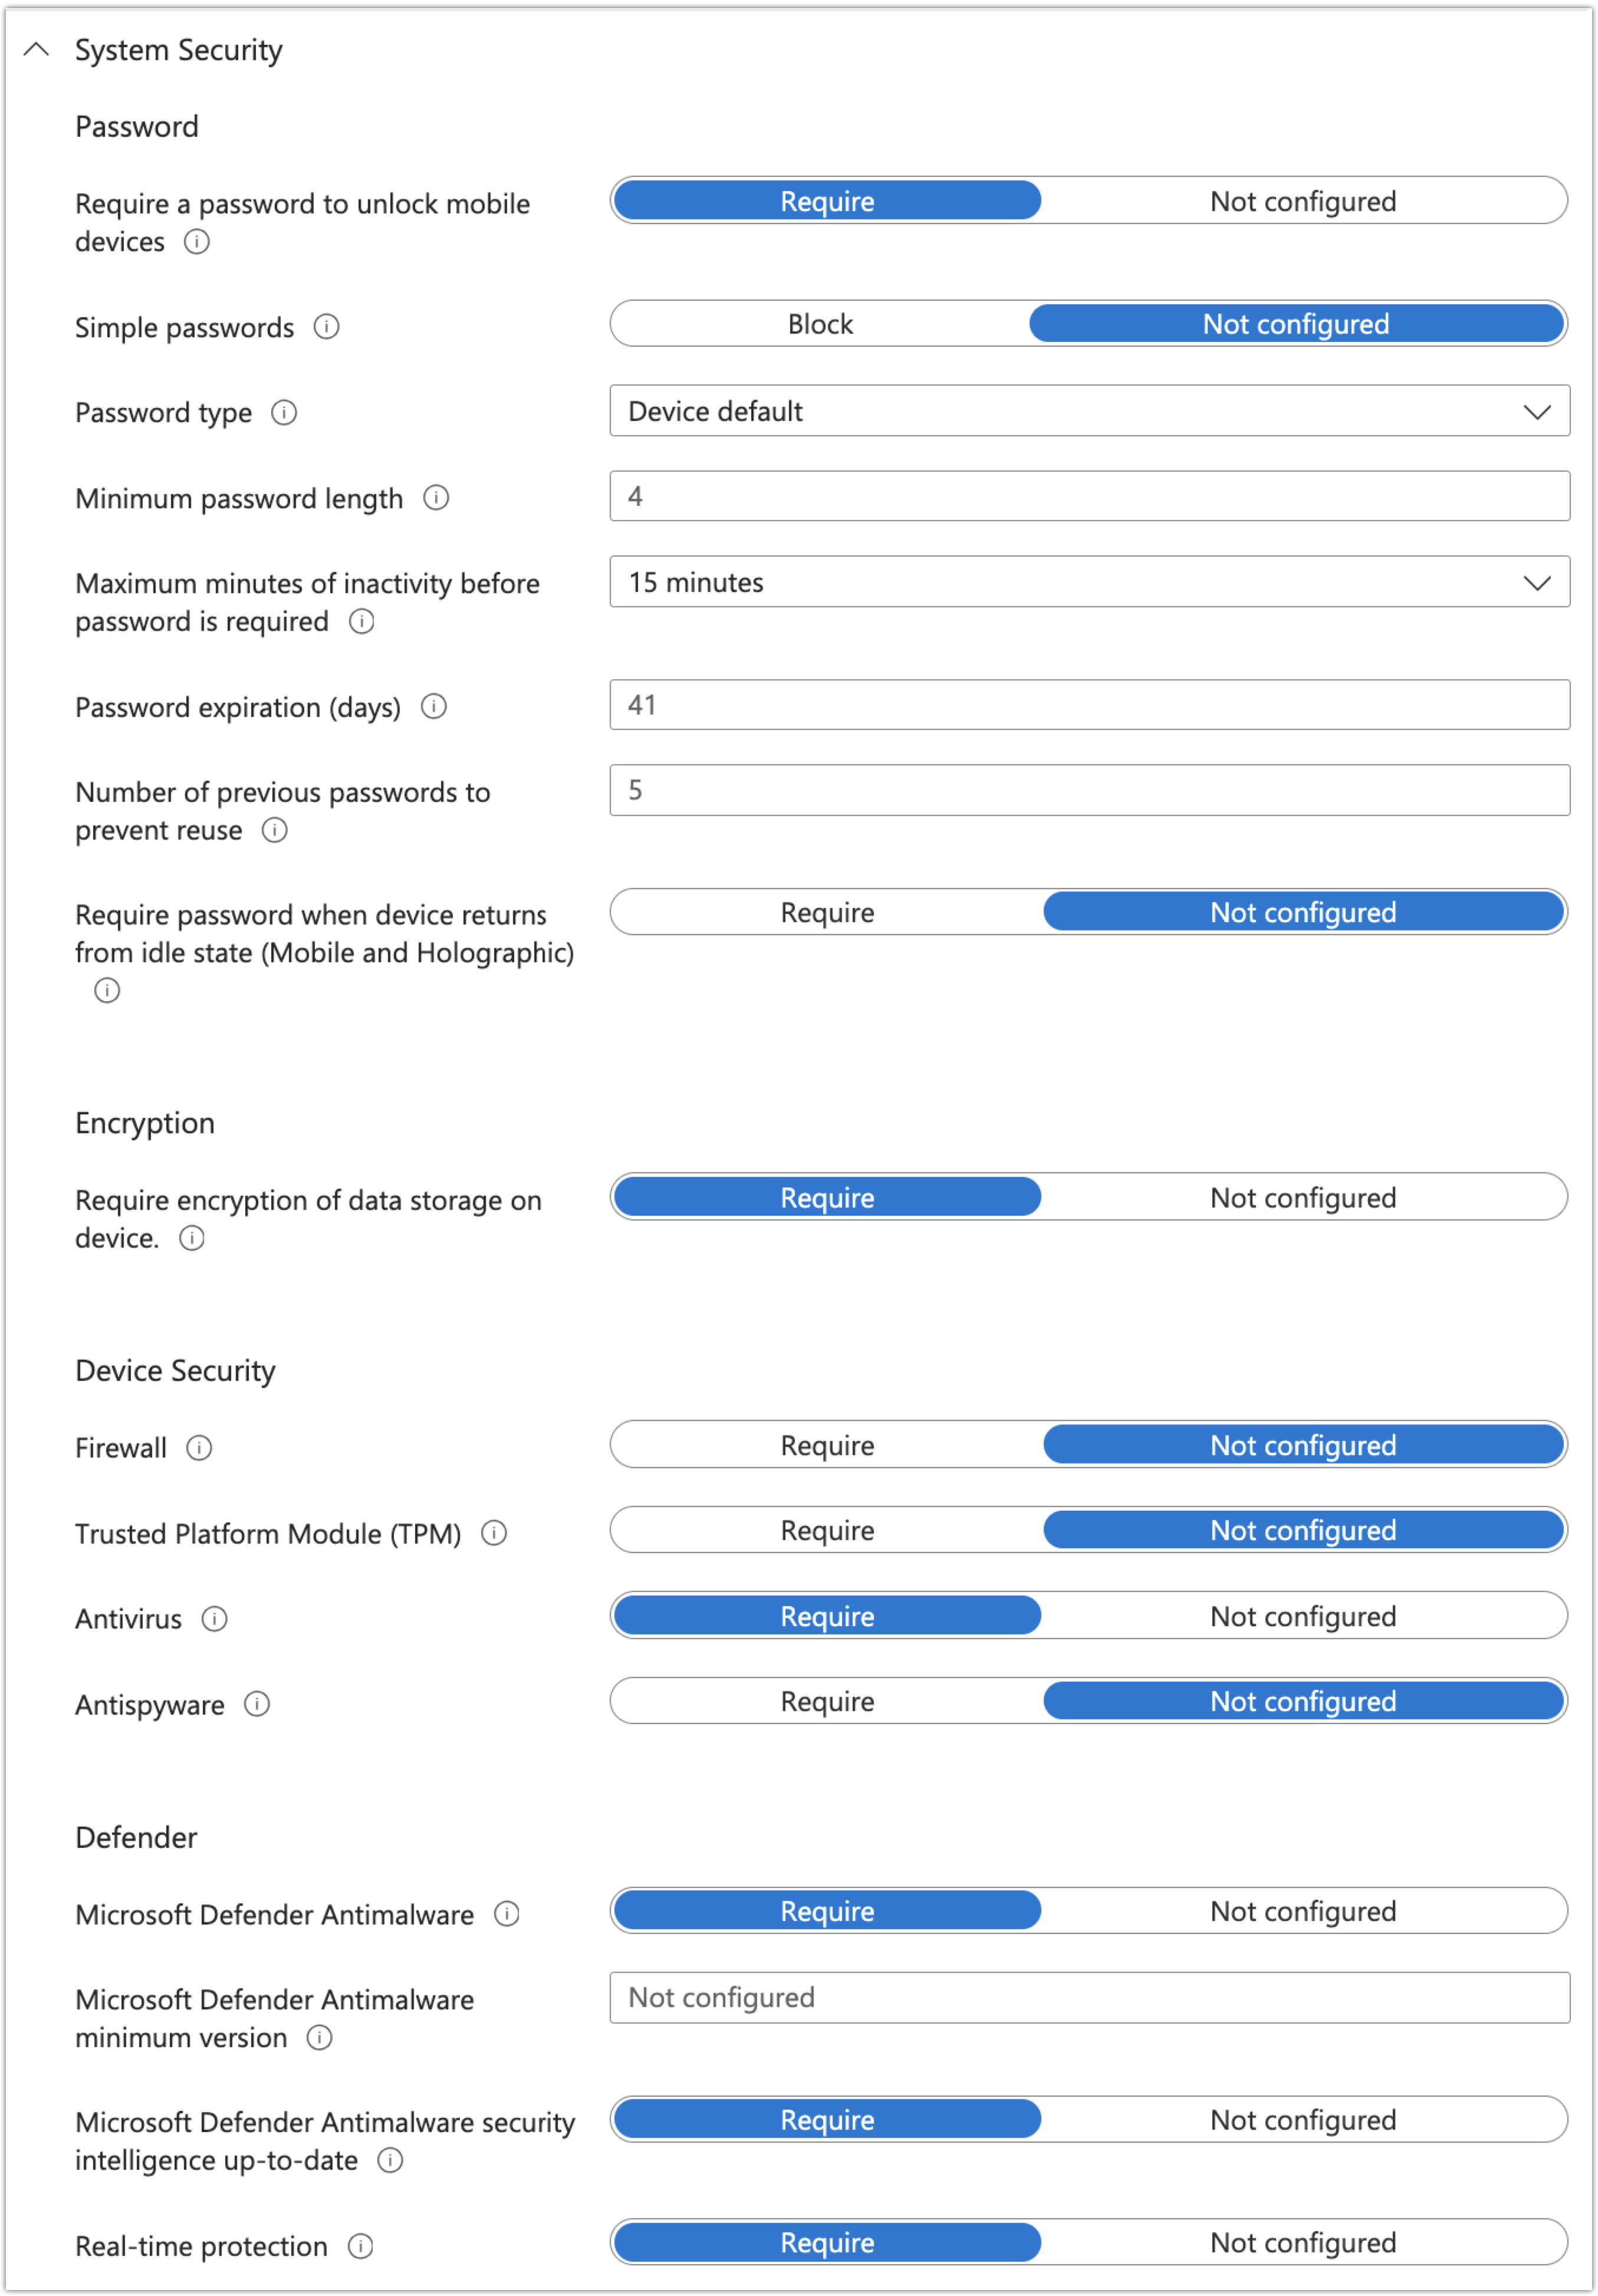 System Security
Password
Require a password to unlock mobile
devices
Require
Not configured
Simple passwords
Block
Not configured
Password type
Device default
Minimum password length
4
Maximum minutes of inactivity before
password is required
15 minutes
Password expiration (days)
41
Number of previous passwords to
prevent reuse
5
Require password when device returns
from idle state (Mobile and Holographic)
Require
Not configured
Encryption
Require encryption of data storage on
device.
Require
Not configured
Device Security
Firewall
Require
Not configured
Trusted Platform Module (TPM)
Require
Not configured
Antivirus
Require
Not configured
Antispyware
Require
Not configured
Defender
Microsoft Defender Antimalware
Require
Not configured
Microsoft Defender Antimalware
minimum version
Not configured
Microsoft Defender Antimalware security
intelligence up-to-date
Require
Not configured
Real-time protection
Require
Not configured